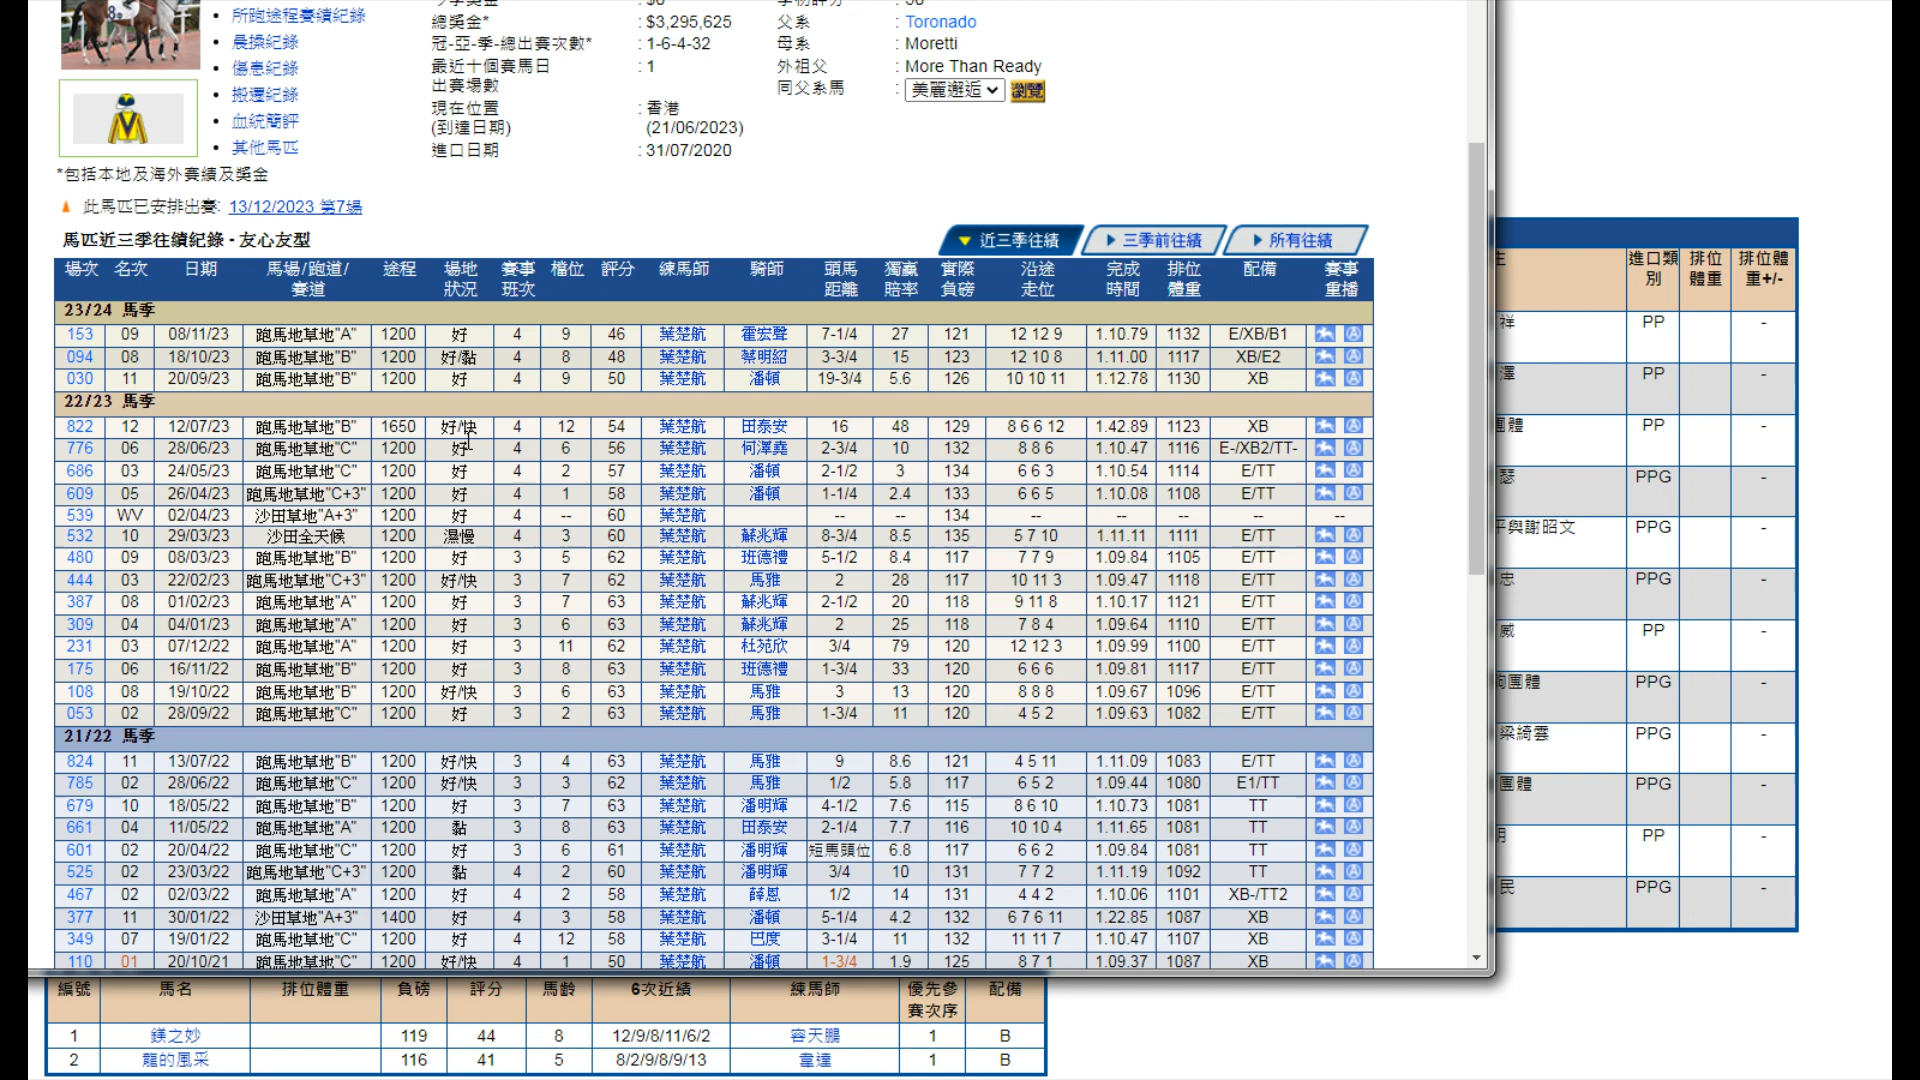 所跑途程賽績紀錄
晨操紀錄
傷患紀錄
搬遷紀錄
血統簡評
其他馬匹
總獎金* : $3,295,625
冠-亞-季-總出賽次數* : 1-6-4-32
最近十個賽馬日 : 1
出賽場數
現在位置 : 香港
(到達日期) (21/06/2023)
進口日期 : 31/07/2020
父系 : Toronado
母系 : Moretti
外祖父 : More Than Ready
同父系馬 : 美麗邂逅 瀏覽
*包括本地及海外賽績及獎金
此馬匹已安排出賽: 13/12/2023 第7場
馬匹近三季往績紀錄 - 友心友型
近三季往績 三季前往績 所有往績
場次 名次 日期 馬場/跑道/賽道 途程 場地狀況 賽事班次 檔位 評分 練馬師 騎師 頭馬距離 獨贏賠率 實際負磅 沿途走位 完成時間 排位體重 配備 賽事重播
23/24 馬季
153 09 08/11/23 跑馬地草地"A" 1200 好 4 9 46 葉楚航 霍宏聲 7-1/4 27 121 12 12 9 1.10.79 1132 E/XB/B1
094 08 18/10/23 跑馬地草地"B" 1200 好/黏 4 8 48 葉楚航 蔡明紹 3-3/4 15 123 12 10 8 1.11.00 1117 XB/E2
030 11 20/09/23 跑馬地草地"B" 1200 好 4 9 50 葉楚航 潘頓 19-3/4 5.6 126 10 10 11 1.12.78 1130 XB
22/23 馬季
822 12 12/07/23 跑馬地草地"B" 1650 好/快 4 12 54 葉楚航 田泰安 16 48 129 8 6 6 12 1.42.89 1123 XB
776 06 28/06/23 跑馬地草地"C" 1200 好 4 6 56 葉楚航 何澤堯 2-3/4 10 132 8 8 6 1.10.47 1116 E-/XB2/TT-
686 03 24/05/23 跑馬地草地"C" 1200 好 4 2 57 葉楚航 潘頓 2-1/2 3 134 6 6 3 1.10.54 1114 E/TT
609 05 26/04/23 跑馬地草地"C+3" 1200 好 4 1 58 葉楚航 潘頓 1-1/4 2.4 133 6 6 5 1.10.08 1108 E/TT
539 WV 02/04/23 沙田草地"A+3" 1200 好 4 -- 60 葉楚航 -- -- 134 -- -- -- -- --
532 10 29/03/23 沙田全天候 1200 濕慢 4 3 60 葉楚航 蘇兆輝 8-3/4 8.5 135 5 7 10 1.11.11 1111 E/TT
480 09 08/03/23 跑馬地草地"B" 1200 好 3 5 62 葉楚航 班德禮 5-1/2 8.4 117 7 7 9 1.09.84 1105 E/TT
444 03 22/02/23 跑馬地草地"C+3" 1200 好/快 3 7 62 葉楚航 馬雅 2 28 117 10 11 3 1.09.47 1118 E/TT
387 08 01/02/23 跑馬地草地"A" 1200 好 3 7 63 葉楚航 蘇兆輝 2-1/2 20 118 9 11 8 1.10.17 1121 E/TT
309 04 04/01/23 跑馬地草地"A" 1200 好 3 6 63 葉楚航 蘇兆輝 2 25 118 7 8 4 1.09.64 1110 E/TT
231 03 07/12/22 跑馬地草地"A" 1200 好 3 11 62 葉楚航 杜苑欣 3/4 79 120 12 12 3 1.09.99 1100 E/TT
175 06 16/11/22 跑馬地草地"B" 1200 好 3 8 63 葉楚航 班德禮 1-3/4 33 120 6 6 6 1.09.81 1117 E/TT
108 08 19/10/22 跑馬地草地"B" 1200 好/快 3 6 63 葉楚航 馬雅 3 13 120 8 8 8 1.09.67 1096 E/TT
053 02 28/09/22 跑馬地草地"C" 1200 好 3 2 63 葉楚航 馬雅 1-3/4 11 120 4 5 2 1.09.63 1082 E/TT
21/22 馬季
824 11 13/07/22 跑馬地草地"B" 1200 好/快 3 4 63 葉楚航 馬雅 9 8.6 121 4 5 11 1.11.09 1083 E/TT
785 02 28/06/22 跑馬地草地"C" 1200 好/快 3 3 62 葉楚航 馬雅 1/2 5.8 117 6 5 2 1.09.44 1080 E1/TT
679 10 18/05/22 跑馬地草地"B" 1200 好 3 7 63 葉楚航 潘明輝 4-1/2 7.6 115 8 6 10 1.10.73 1081 TT
661 04 11/05/22 跑馬地草地"A" 1200 黏 3 8 63 葉楚航 田泰安 2-1/4 7.7 116 10 10 4 1.11.65 1081 TT
601 02 20/04/22 跑馬地草地"C" 1200 好 3 6 61 葉楚航 潘明輝 短馬頭位 6.8 117 6 6 2 1.09.84 1081 TT
525 02 23/03/22 跑馬地草地"C+3" 1200 黏 4 2 60 葉楚航 潘明輝 3/4 10 131 7 7 2 1.11.19 1092 TT
467 02 02/03/22 跑馬地草地"A" 1200 好 4 2 58 葉楚航 薛恩 1/2 14 131 4 4 2 1.10.06 1101 XB-/TT2
377 11 30/01/22 沙田草地"A+3" 1400 好 4 3 58 葉楚航 潘頓 5-1/4 4.2 132 6 7 6 11 1.22.85 1087 XB
349 07 19/01/22 跑馬地草地"C" 1200 好 4 12 58 葉楚航 巴度 3-1/4 11 132 11 11 7 1.10.47 1107 XB
110 01 20/10/21 跑馬地草地"C" 1200 好/快 4 1 50 葉楚航 潘頓 1-3/4 1.9 125 8 7 1 1.09.37 1087 XB
進口類別 排位體重 排位體重+/-
祥 PP -
澤 PP -
團體 PP -
瑟 PPG -
平與謝昭文 PPG -
忠 PPG -
威 PP -
駒團體 PPG -
梁綺雲 PPG -
團體 PPG -
明 PP -
民 PPG -
編號 馬名 排位體重 負磅 評分 馬齡 6次近績 練馬師 優先參賽次序 配備
1 鎂之妙 119 44 8 12/9/8/11/6/2 容天鵬 1 B
2 龍的風采 116 41 5 8/2/9/8/9/13 韋達 1 B